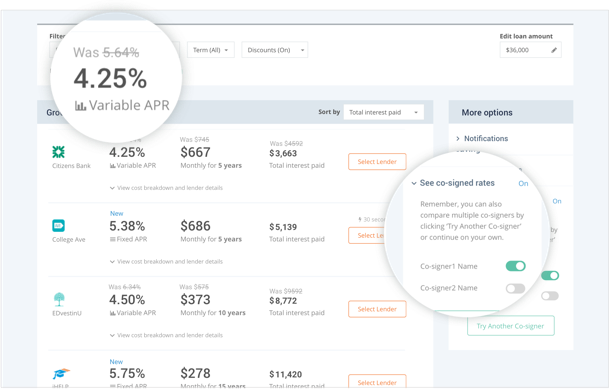 Filter
Was 5.64%
4.25%
Variable APR
Term (All)
Discounts (On)
Edit loan amount
$36,000
Sort by
Total interest paid
More options
Notifications
Citizens Bank
4.25%
Variable APR
Was $745
$667
Monthly for 5 years
Was $4892
$3,663
Total interest paid
Select Lender
View cost breakdown and lender details
New
College Ave
5.38%
Fixed APR
$686
Monthly for 5 years
$5,139
Total interest paid
Select Le
View cost breakdown and lender details
See co-signed rates
On
On
Remember, you can also
compare multiple co-signers by
clicking 'Try Another Co-signer'
or continue on your own.
Co-signer1 Name
Co-signer2 Name
Try Another Co-signer
EDvestinU
Was 6.34%
4.50%
Variable APR
Was $575
$373
Monthly for 10 years
Was $9592
$8,772
Total interest paid
Select Lender
View cost breakdown and lender details
New
5.75%
Fixed APR
$278
Monthly for 15 years
$11,420
Total interest paid
Select Lender